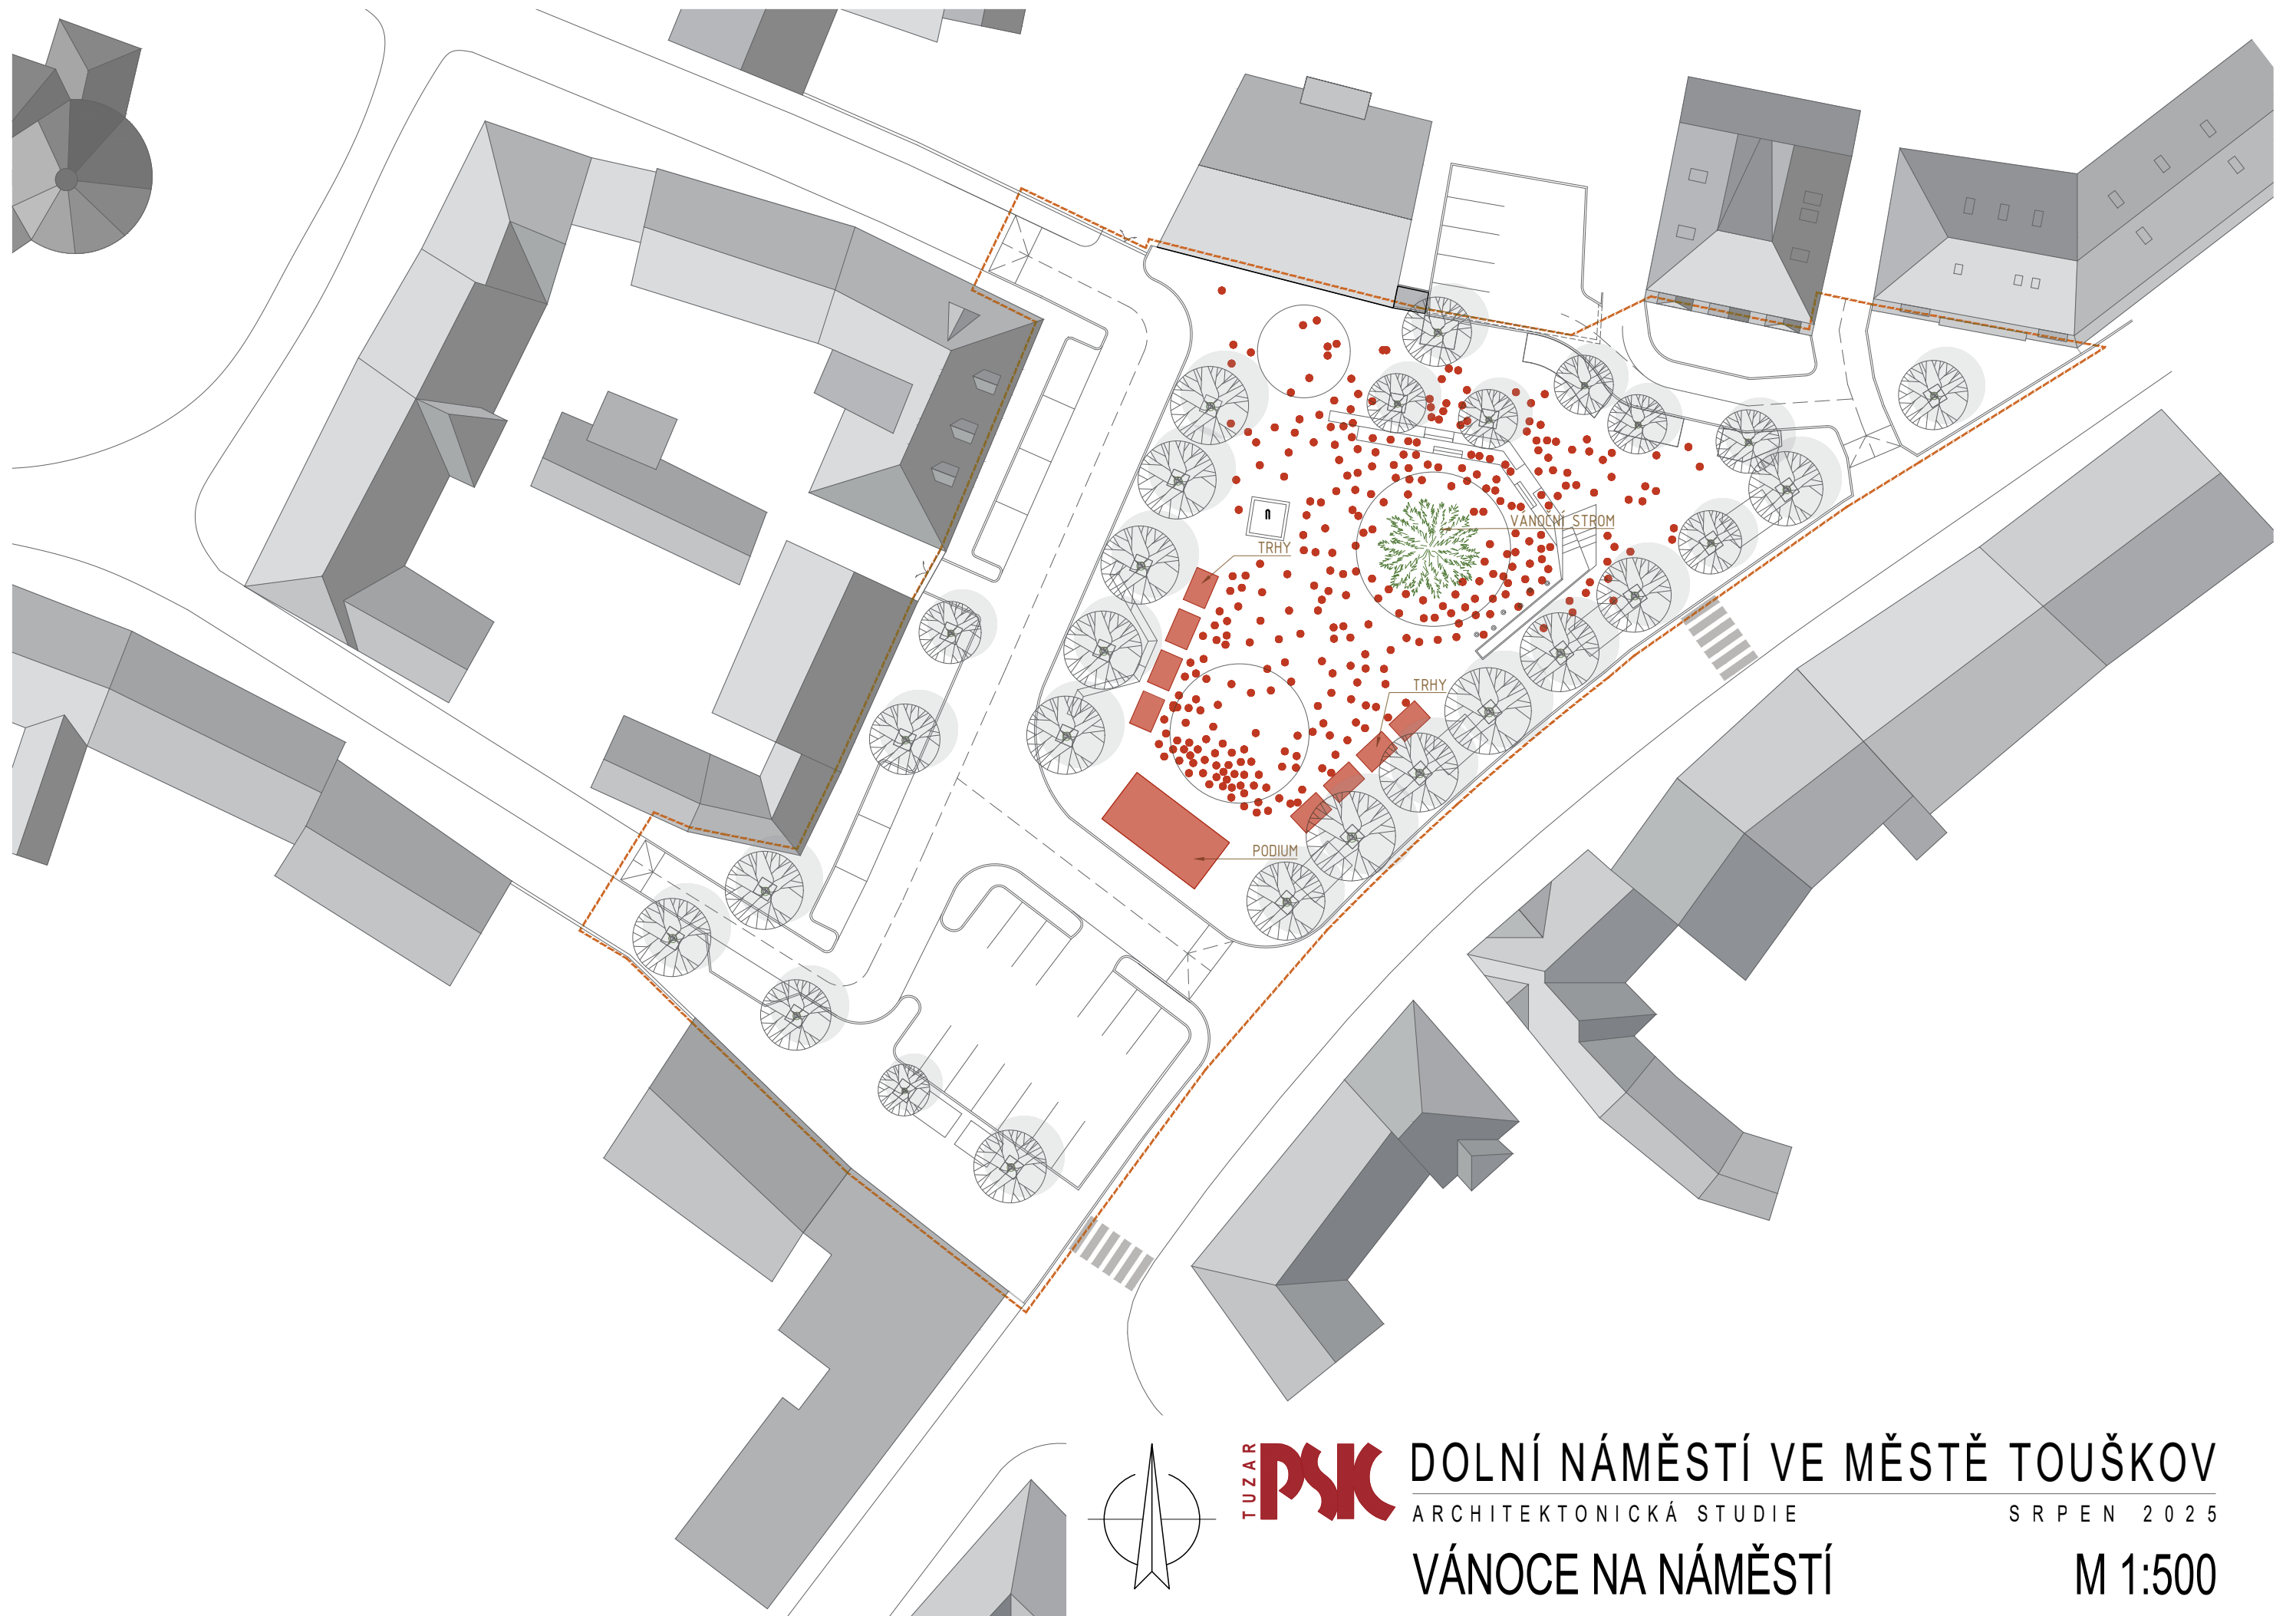 VÁNOČNÍ STROM
TRHY
TRHY
PODIUM
TUZAR
PSK
DOLNÍ NÁMĚSTÍ VE MĚSTĚ TOUŠKOV
ARCHITEKTONICKÁ STUDIE SRPEN 2025
VÁNOCE NA NÁMĚSTÍ M 1:500